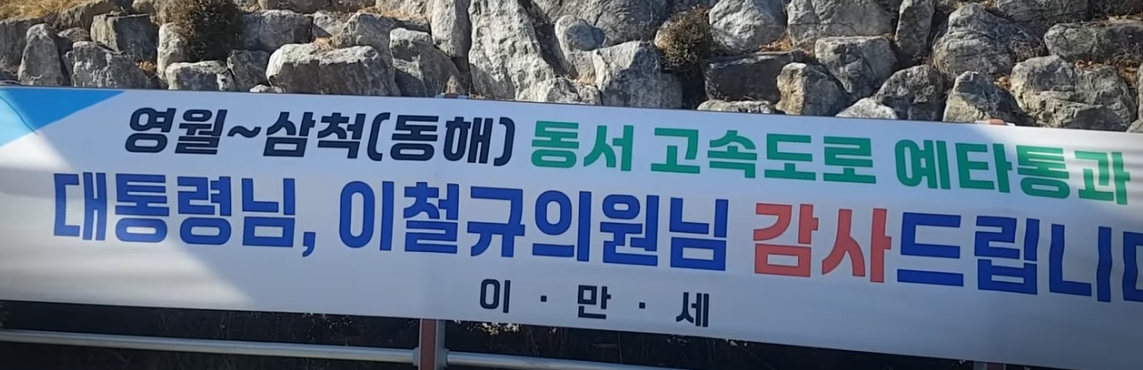 영월~삼척(동해) 동서 고속도로 예타통과
대통령님, 이철규의원님 감사드립니다
이·만·세